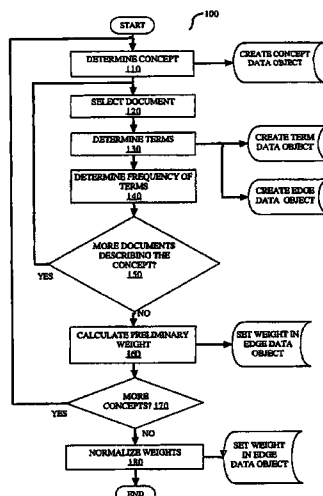 START
100
DETERMINE CONCEPT
110
CREATE CONCEPT
DATA OBJECT
SELECT DOCUMENT
120
DETERMINE TERMS
130
CREATE TERM
DATA OBJECT
DETERMINE FREQUENCY OF
TERMS
140
CREATE EDGE
DATA OBJECT
MORE DOCUMENTS
DESCRIBING THE
CONCEPT?
150
YES
NO
CALCULATE PRELIMINARY
WEIGHT
160
SET WEIGHT IN
EDGE DATA
OBJECT
MORE
CONCEPTS? 170
YES
NO
NORMALIZE WEIGHTS
180
SET WEIGHT
IN EDGE
DATA OBJECT
END